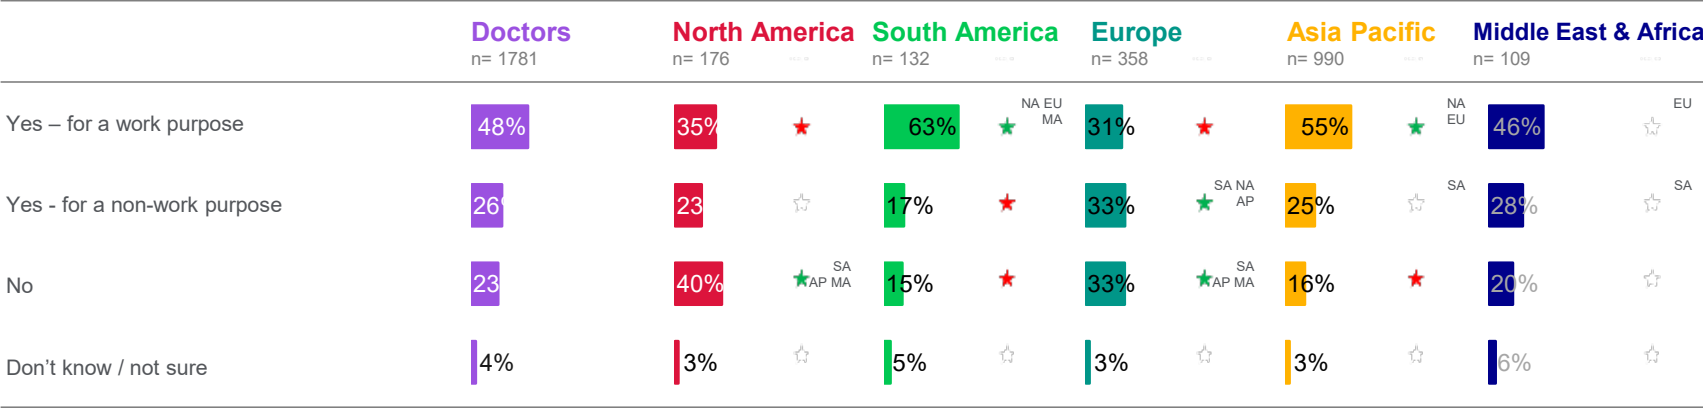 Doctors North America South America Europe Asia Pacific Middle East & Africa
n= 1781 n= 176 n= 132 n= 358 n= 990 n= 109
Yes – for a work purpose 48% 35% 63% NA EU MA 31% 55% NA EU 46% EU
Yes - for a non-work purpose 26 23 17% 33% SA NA AP 25% SA 28% SA
No 23 40% SA AP MA 15% 33% SA AP MA 16% 20%
Don’t know / not sure 4% 3% 5% 3% 3% 6%